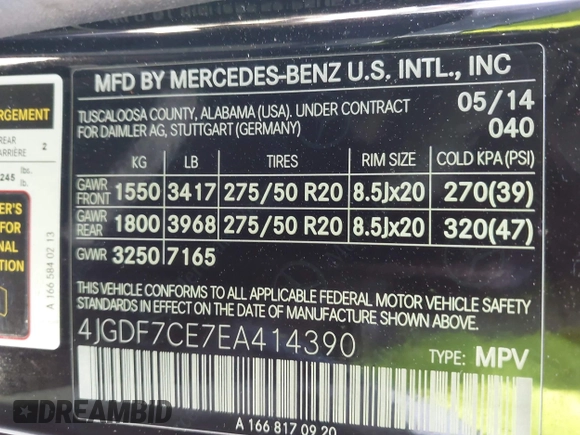 MFD BY MERCEDES-BENZ U.S. INTL., INC
TUSCALOOSA COUNTY, ALABAMA (USA). UNDER CONTRACT
FOR DAIMLER AG, STUTTGART (GERMANY)
05/14
040
KG LB TIRES RIM SIZE COLD KPA (PSI)
GAWR FRONT 1550 3417 275/50 R20 8.5Jx20 270(39)
GAWR REAR 1800 3968 275/50 R20 8.5Jx20 320(47)
GVWR 3250 7165
THIS VEHICLE CONFORMS TO ALL APPLICABLE FEDERAL MOTOR VEHICLE SAFETY
STANDARDS IN EFFECT ON THE DATE OF MANUFACTURE SHOWN ABOVE.
4JGDF7CE7EA414390
TYPE: MPV
A 166 817 09 20
ARGEMENT
REAR
ARRIÈRE 2
245 lbs.
lb.
ER'S
FOR
NAL
TION
A 166 584 02 13
DREAMBID